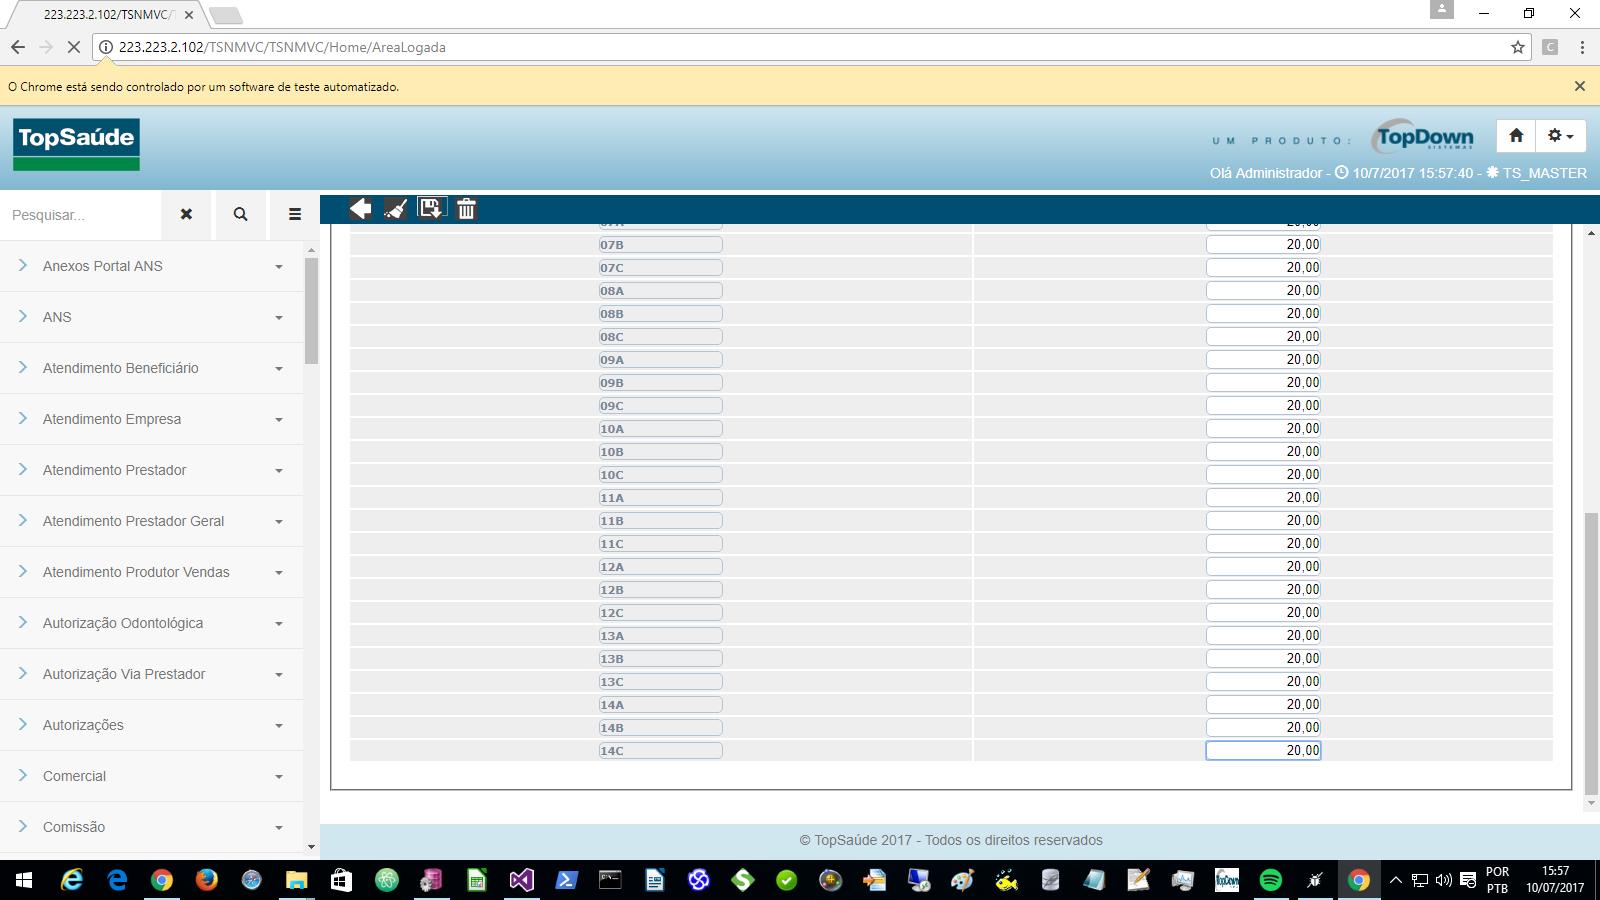 223.223.2.102/TSNMVC/T
223.223.2.102/TSNMVC/TSNMVC/Home/AreaLogada
C
O Chrome está sendo controlado por um software de teste automatizado.
TopSaúde
UM PRODUTO:
TopDown
SISTEMAS
Olá Administrador - 10/7/2017 15:57:40 - TS_MASTER
Pesquisar...
Anexos Portal ANS
ANS
Atendimento Beneficiário
Atendimento Empresa
Atendimento Prestador
Atendimento Prestador Geral
Atendimento Produtor Vendas
Autorização Odontológica
Autorização Via Prestador
Autorizações
Comercial
Comissão
07A 20,00
07B 20,00
07C 20,00
08A 20,00
08B 20,00
08C 20,00
09A 20,00
09B 20,00
09C 20,00
10A 20,00
10B 20,00
10C 20,00
11A 20,00
11B 20,00
11C 20,00
12A 20,00
12B 20,00
12C 20,00
13A 20,00
13B 20,00
13C 20,00
14A 20,00
14B 20,00
14C 20,00
© TopSaúde 2017 - Todos os direitos reservados
TopDown
POR
PTB
15:57
10/07/2017